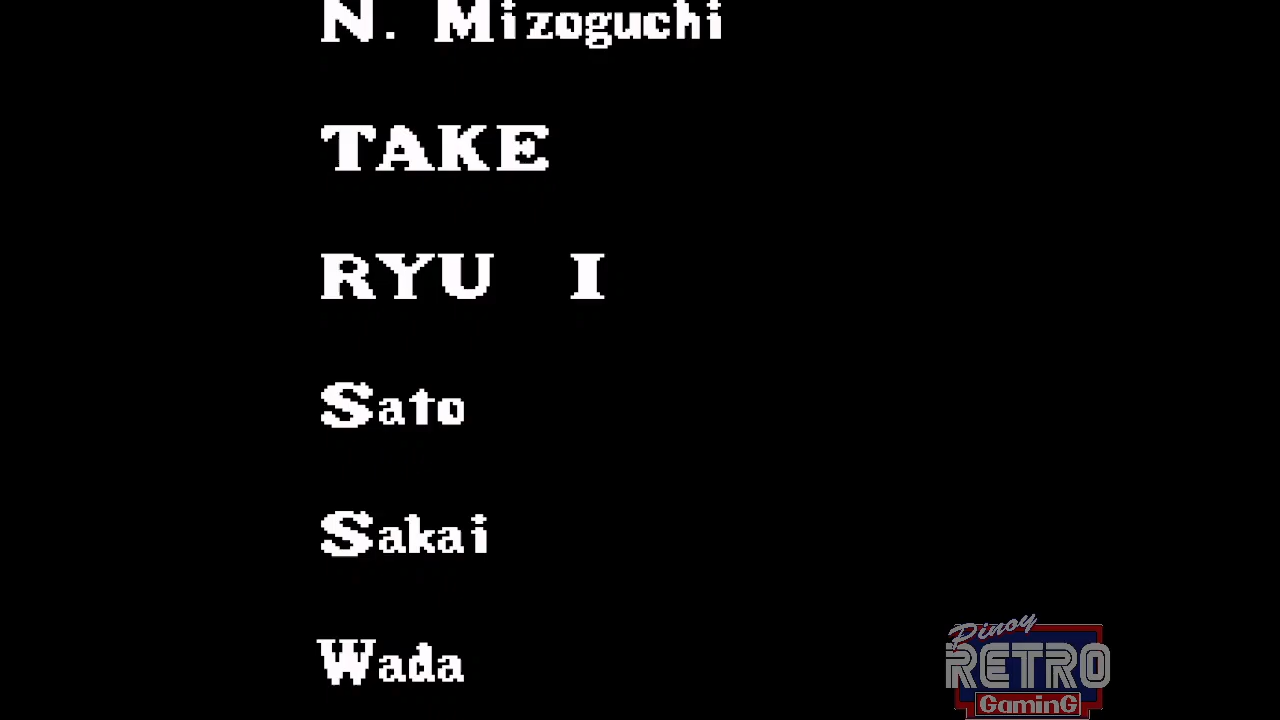 N. Mizoguchi
TAKE
RYU I
Sato
Sakai
Wada
Pinoy
RETRO
GaminG